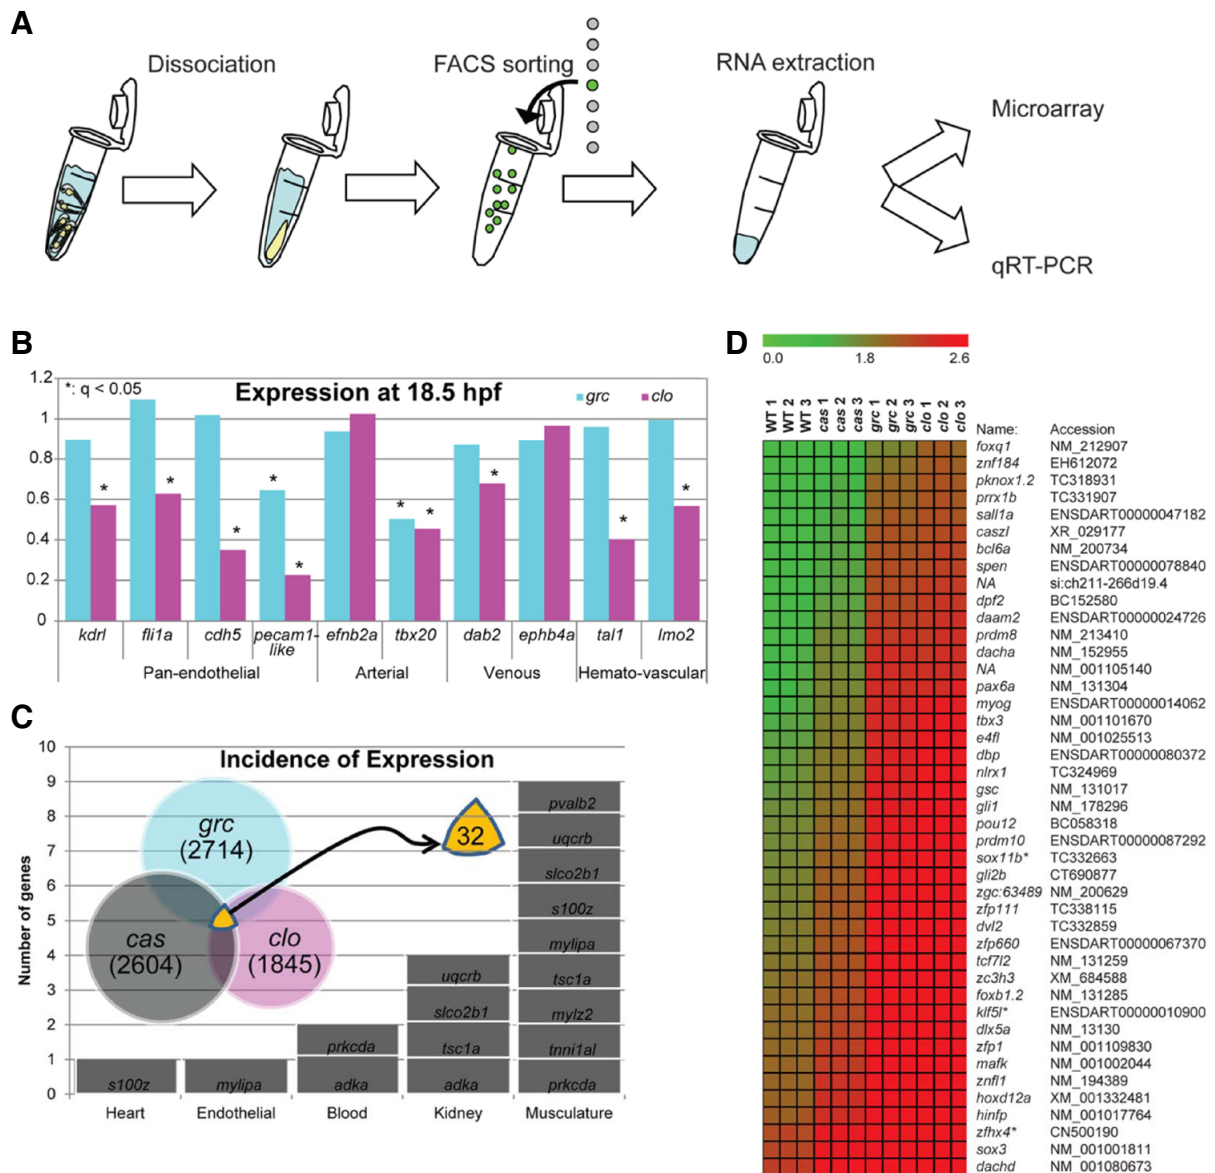 A
Dissociation
FACS sorting
RNA extraction
Microarray
qRT-PCR
B
Expression at 18.5 hpf
*: q < 0.05
grc
clo
1.2
1
0.8
0.6
0.4
0.2
0
* * * * * * * * * *
kdrl fli1a cdh5 pecam1-like efnb2a tbx20 dab2 ephb4a tal1 lmo2
Pan-endothelial Arterial Venous Hemato-vascular
C
Incidence of Expression
Number of genes
10
9
8
7
6
5
4
3
2
1
0
grc
(2714)
cas
(2604)
clo
(1845)
32
s100z
mylipa
prkcda
adka
uqcrb
slco2b1
tsc1a
adka
pvalb2
uqcrb
slco2b1
s100z
mylipa
tsc1a
mylz2
tnni1al
prkcda
Heart Endothelial Blood Kidney Musculature
D
0.0 1.8 2.6
WT 1 WT 2 WT 3 cas 1 cas 2 cas 3 grc 1 grc 2 grc 3 clo 1 clo 2 clo 3
Name: Accession
foxq1 NM_212907
znf184 EH612072
pknox1.2 TC318931
prrx1b TC331907
sall1a ENSDART00000047182
caszl XR_029177
bcl6a NM_200734
spen ENSDART00000078840
NA si:ch211-266d19.4
dpf2 BC152580
daam2 ENSDART00000024726
prdm8 NM_213410
dacha NM_152955
NA NM_001105140
pax6a NM_131304
myog ENSDART00000014062
tbx3 NM_001101670
e4fl NM_001025513
dbp ENSDART00000080372
nlrx1 TC324969
gsc NM_131017
gli1 NM_178296
pou12 BC058318
prdm10 ENSDART00000087292
sox11b* TC332663
gli2b CT690877
zgc:63489 NM_200629
zfp111 TC338115
dvl2 TC332859
zfp660 ENSDART00000067370
tcf7l2 NM_131259
zc3h3 XM_684588
foxb1.2 NM_131285
klf5l* ENSDART00000010900
dlx5a NM_13130
zfp1 NM_001109830
mafk NM_001002044
znfl1 NM_194389
hoxd12a XM_001332481
hinfp NM_001017764
zfhx4* CN500190
sox3 NM_001001811
dachd NM_001080673